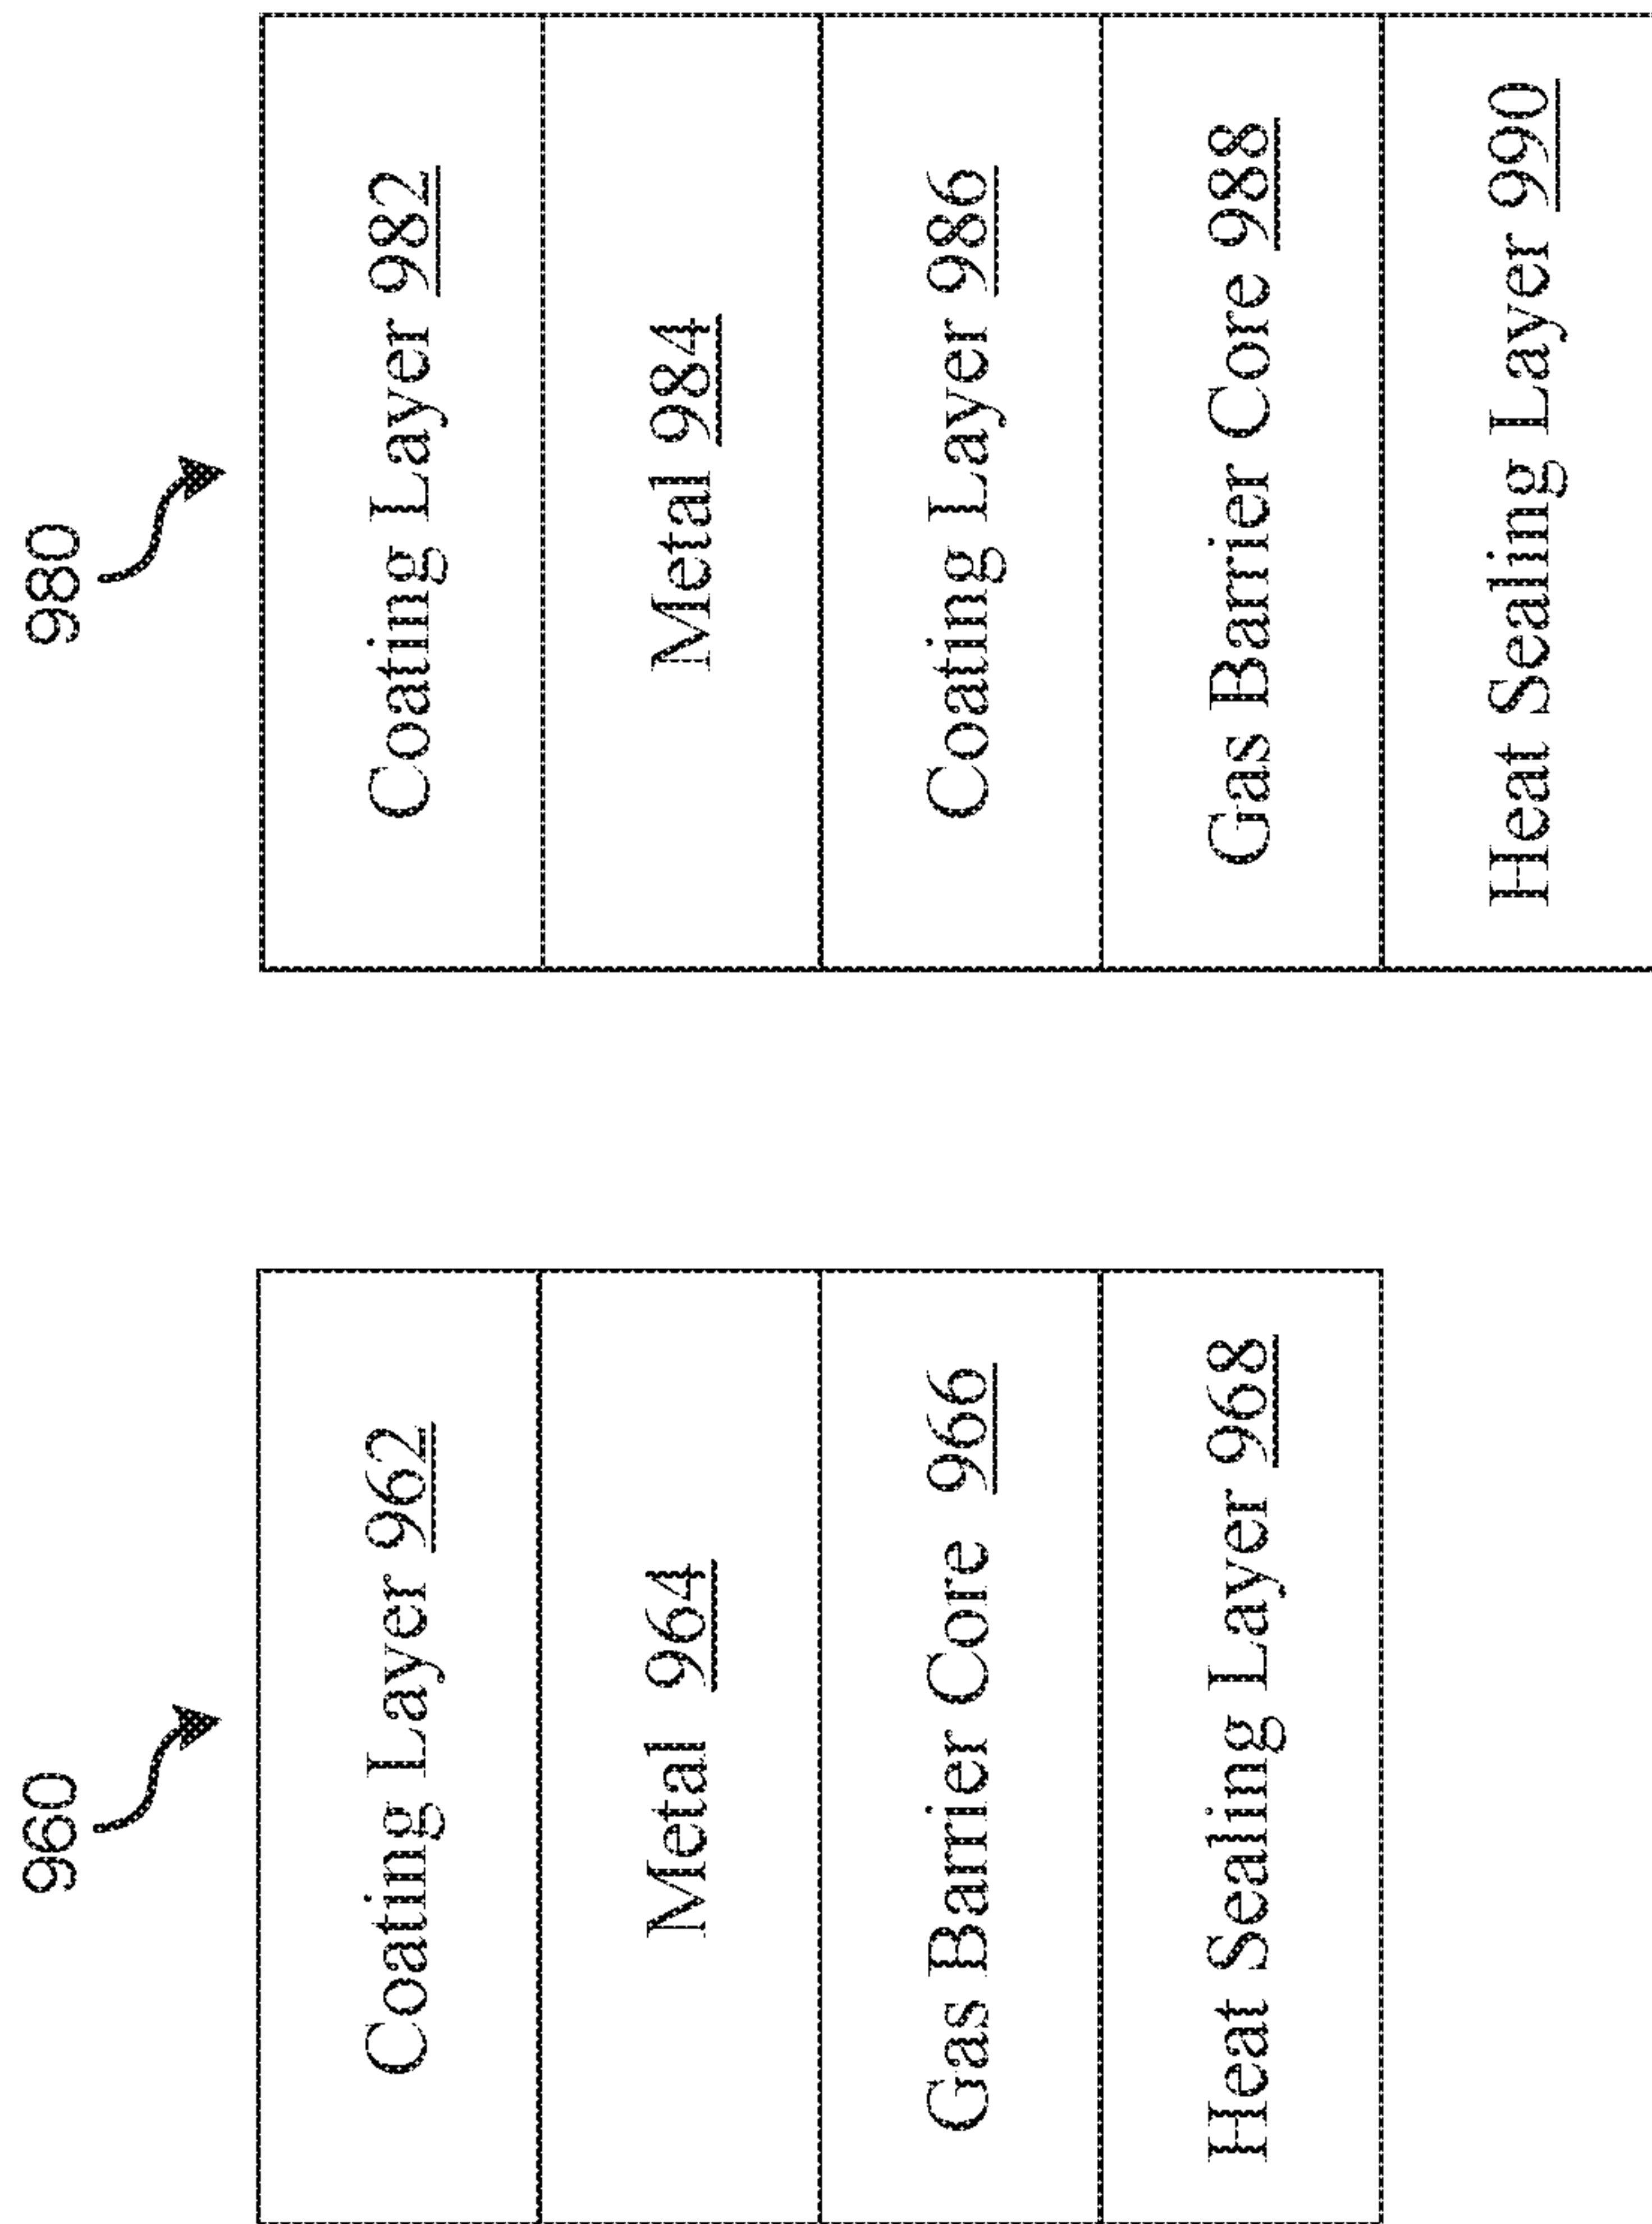 960
Coating Layer 962
Metal 964
Gas Barrier Core 966
Heat Sealing Layer 968
980
Coating Layer 982
Metal 984
Coating Layer 986
Gas Barrier Core 988
Heat Sealing Layer 990